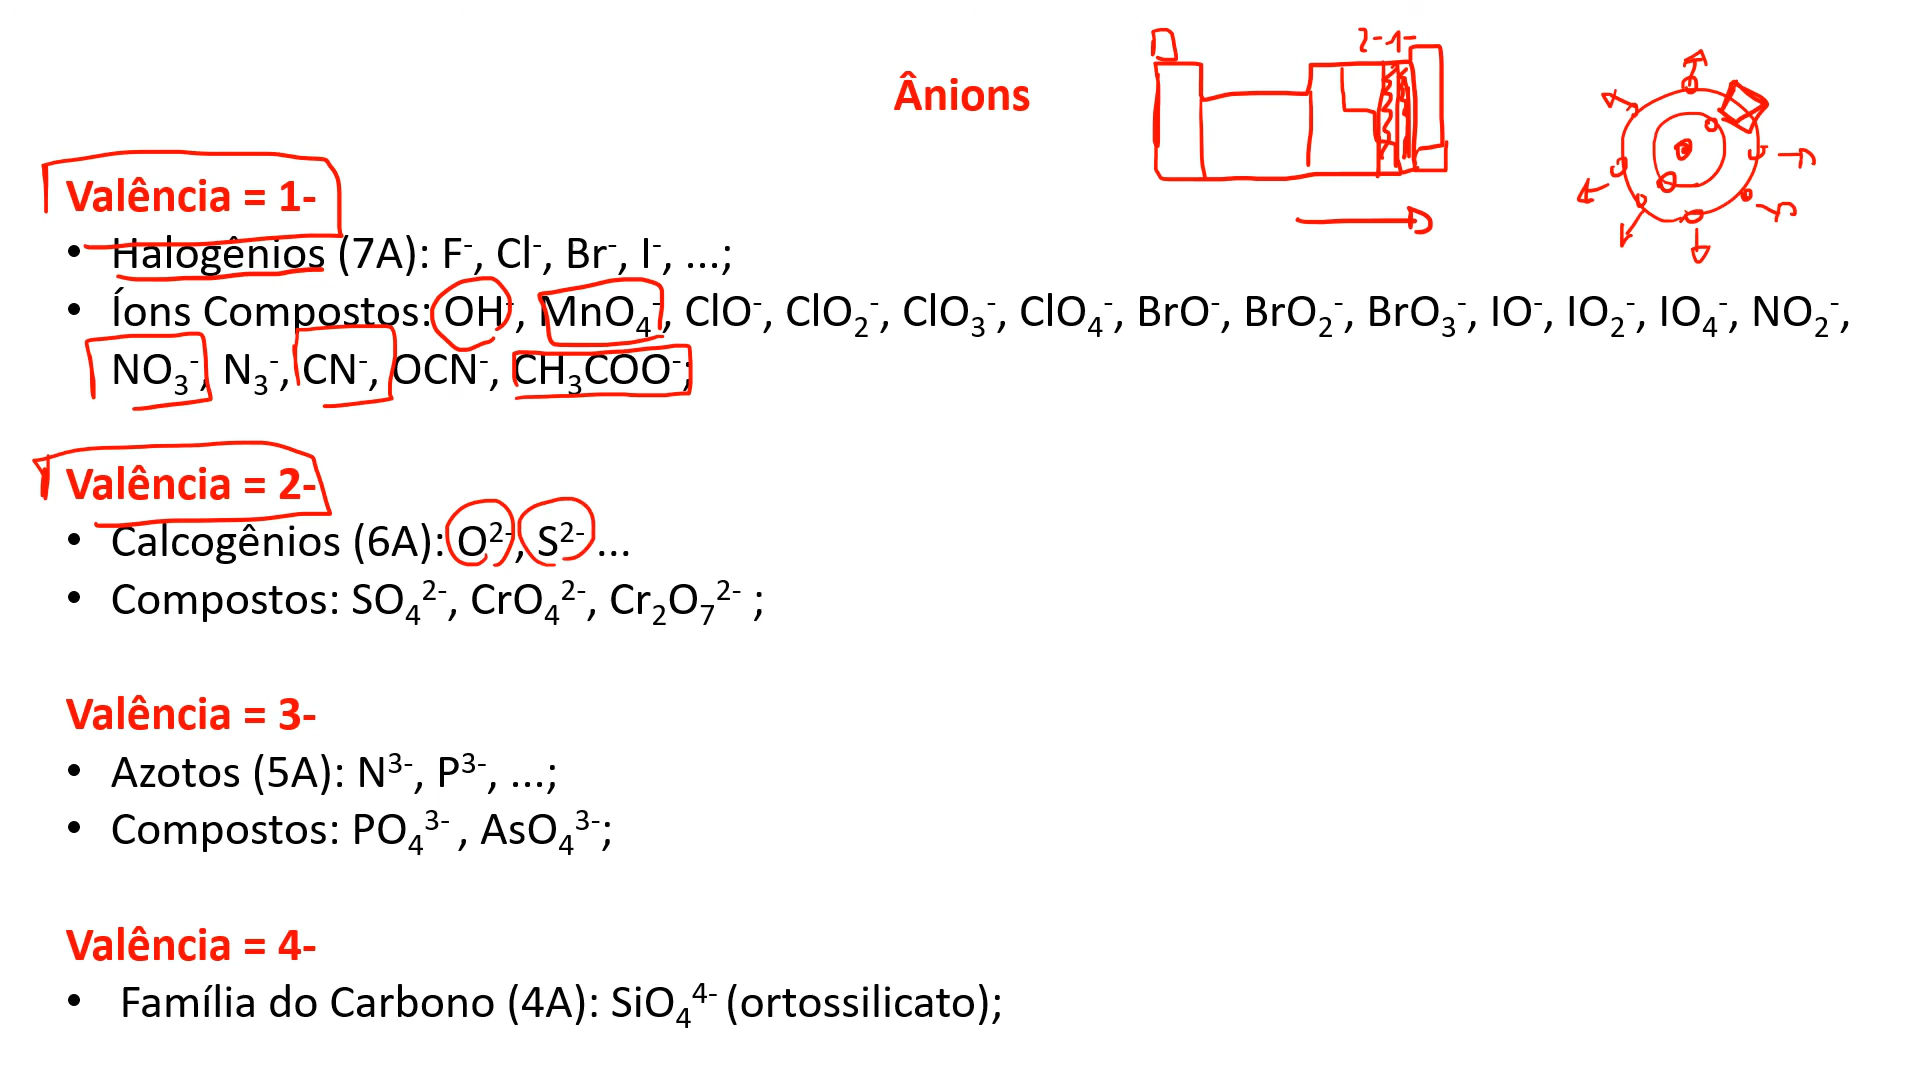 2- 1-
Ânions
Valência = 1-
• Halogênios (7A): F⁻, Cl⁻, Br⁻, I⁻, ...;
• Íons Compostos: OH⁻, MnO₄⁻, ClO⁻, ClO₂⁻, ClO₃⁻, ClO₄⁻, BrO⁻, BrO₂⁻, BrO₃⁻, IO⁻, IO₂⁻, IO₄⁻, NO₂⁻,
NO₃⁻, N₃⁻, CN⁻, OCN⁻, CH₃COO⁻;
Valência = 2-
• Calcogênios (6A): O²⁻, S²⁻ ...
• Compostos: SO₄²⁻, CrO₄²⁻, Cr₂O₇²⁻ ;
Valência = 3-
• Azotos (5A): N³⁻, P³⁻, ...;
• Compostos: PO₄³⁻ , AsO₄³⁻;
Valência = 4-
• Família do Carbono (4A): SiO₄⁴⁻ (ortossilicato);